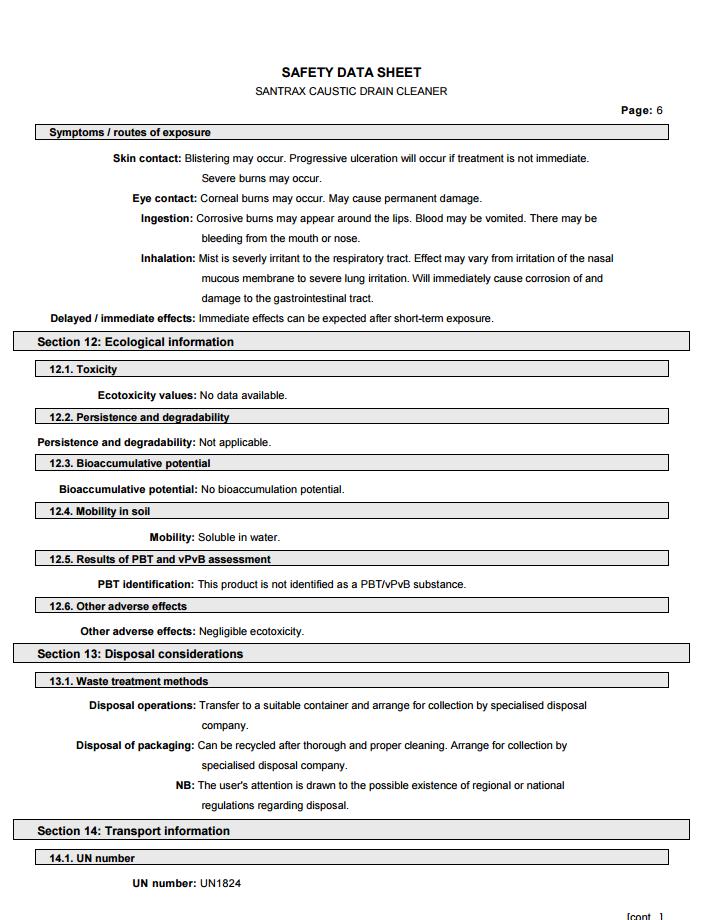 SAFETY DATA SHEET
SANTRAX CAUSTIC DRAIN CLEANER
Page: 6
Symptoms / routes of exposure
Skin contact: Blistering may occur. Progressive ulceration will occur if treatment is not immediate.
Severe burns may occur.
Eye contact: Corneal burns may occur. May cause permanent damage.
Ingestion: Corrosive burns may appear around the lips. Blood may be vomited. There may be
bleeding from the mouth or nose.
Inhalation: Mist is severly irritant to the respiratory tract. Effect may vary from irritation of the nasal
mucous membrane to severe lung irritation. Will immediately cause corrosion of and
damage to the gastrointestinal tract.
Delayed / immediate effects: Immediate effects can be expected after short-term exposure.
Section 12: Ecological information
12.1. Toxicity
Ecotoxicity values: No data available.
12.2. Persistence and degradability
Persistence and degradability: Not applicable.
12.3. Bioaccumulative potential
Bioaccumulative potential: No bioaccumulation potential.
12.4. Mobility in soil
Mobility: Soluble in water.
12.5. Results of PBT and vPvB assessment
PBT identification: This product is not identified as a PBT/vPvB substance.
12.6. Other adverse effects
Other adverse effects: Negligible ecotoxicity.
Section 13: Disposal considerations
13.1. Waste treatment methods
Disposal operations: Transfer to a suitable container and arrange for collection by specialised disposal
company.
Disposal of packaging: Can be recycled after thorough and proper cleaning. Arrange for collection by
specialised disposal company.
NB: The user's attention is drawn to the possible existence of regional or national
regulations regarding disposal.
Section 14: Transport information
14.1. UN number
UN number: UN1824
[cont...]